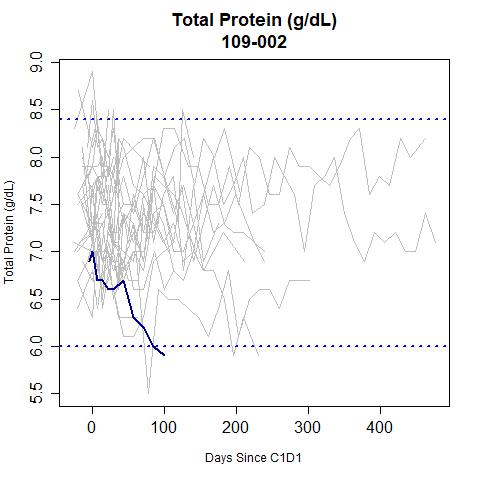 Total Protein (g/dL)
109-002
Total Protein (g/dL)
9.0
8.5
8.0
7.5
7.0
6.5
6.0
5.5
0 100 200 300 400
Days Since C1D1